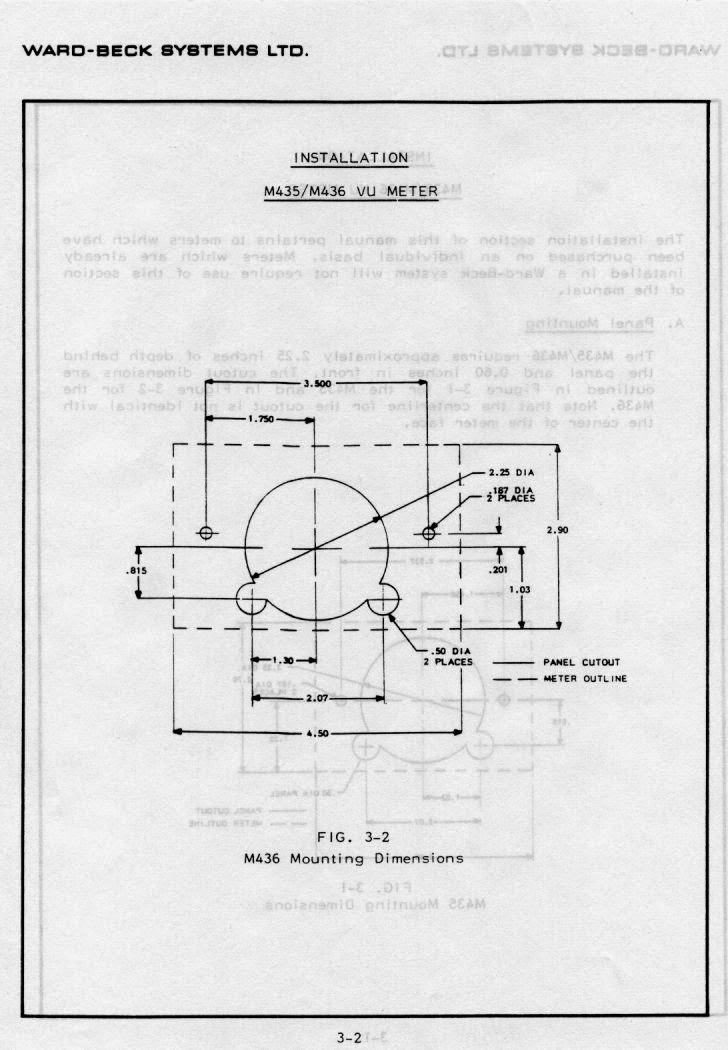 WARD-BECK SYSTEMS LTD.
INSTALLATION
M435/M436 VU METER
3.500
1.750
2.25 DIA
.187 DIA
2 PLACES
2.90
.815
.201
1.03
.50 DIA
2 PLACES
1.30
PANEL CUTOUT
METER OUTLINE
2.07
4.50
FIG. 3-2
M436 Mounting Dimensions
3-2